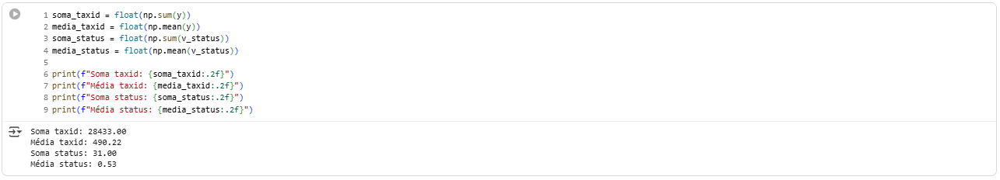 1 soma_taxid = float(np.sum(y))
2 media_taxid = float(np.mean(y))
3 soma_status = float(np.sum(v_status))
4 media_status = float(np.mean(v_status))
5
6 print(f"Soma taxid: {soma_taxid:.2f}")
7 print(f"Média taxid: {media_taxid:.2f}")
8 print(f"Soma status: {soma_status:.2f}")
9 print(f"Média status: {media_status:.2f}")
Soma taxid: 28433.00
Média taxid: 490.22
Soma status: 31.00
Média status: 0.53